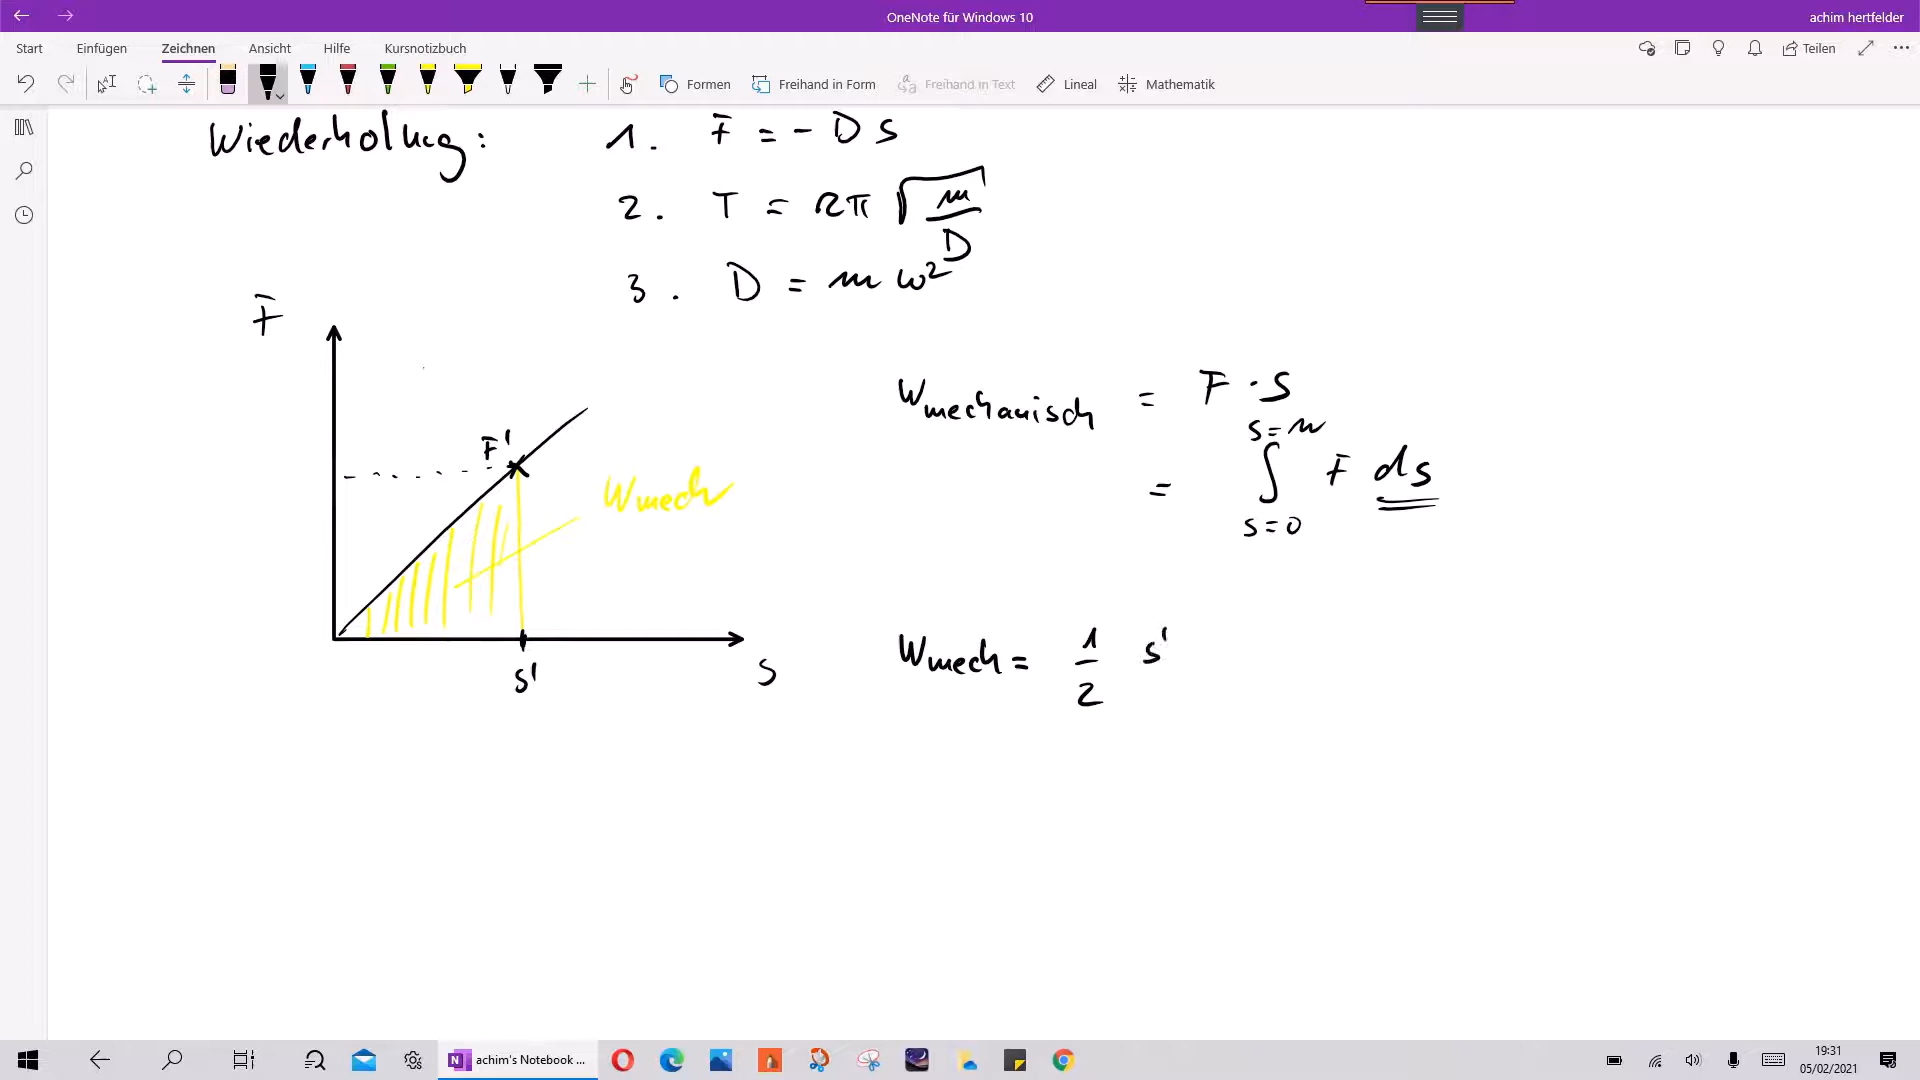 OneNote für Windows 10
achim hertfelder
Start Einfügen Zeichnen Ansicht Hilfe Kursnotizbuch
Teilen
Formen Freihand in Form Freihand in Text Lineal Mathematik
Wiederholung: 1. F = - D s
2. T = 2π √(m/D)
3. D = m ω²
F
W mechanisch = F · s
s = n
= ∫ F ds
s = 0
F'
Wmech
s'
s
Wmech = 1/2 s'
achim's Notebook ...
19:31
05/02/2021